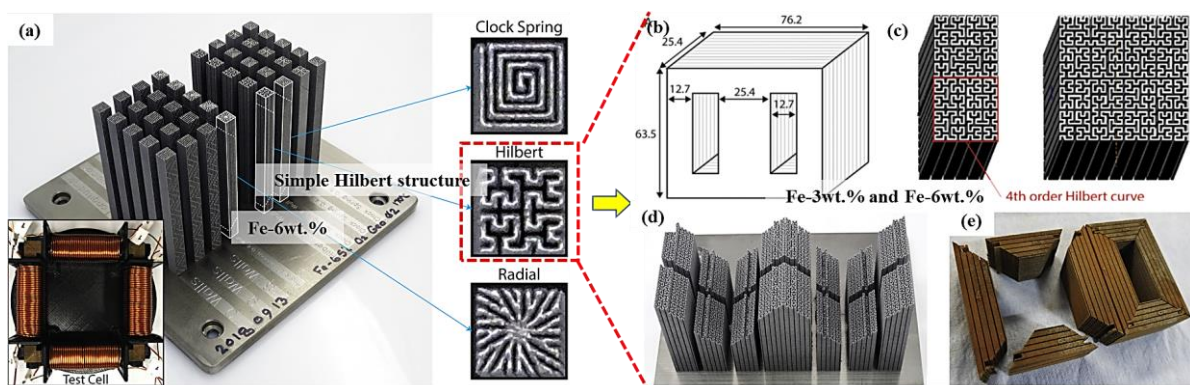 (a)
Clock Spring
Hilbert
Radial
Simple Hilbert structure
Fe-6wt.%
Walls
2018 09 13
Test Cell
(b)
76.2
25.4
12.7
25.4
12.7
63.5
Fe-3wt.% and Fe-6wt.%
(c)
4th order Hilbert curve
(d)
(e)